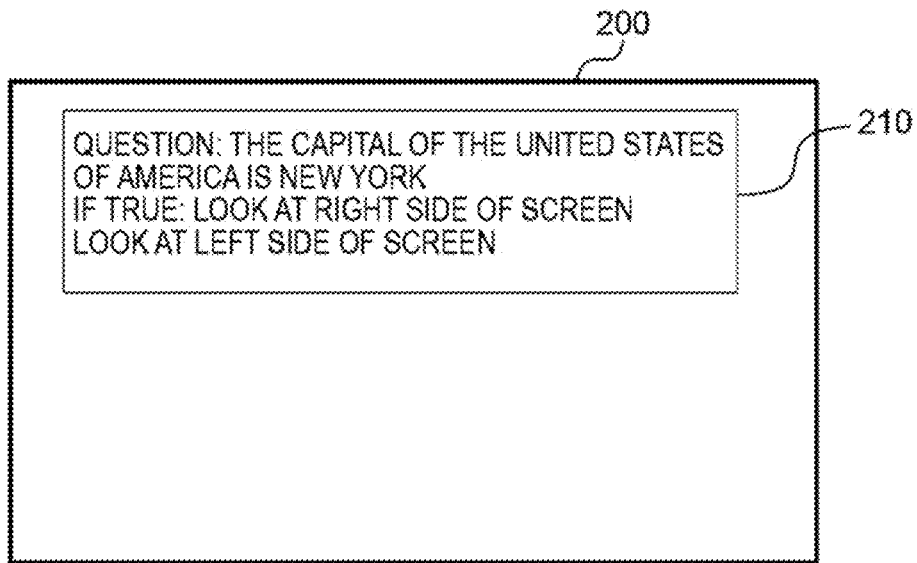 200
210
QUESTION: THE CAPITAL OF THE UNITED STATES
OF AMERICA IS NEW YORK
IF TRUE: LOOK AT RIGHT SIDE OF SCREEN
LOOK AT LEFT SIDE OF SCREEN